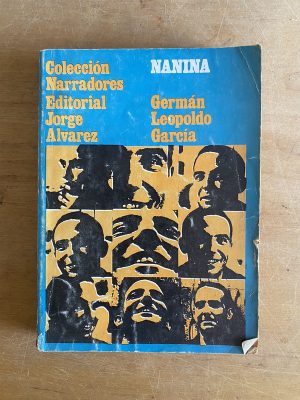 Colección
Narradores
Editorial
Jorge
Alvarez
NANINA
Germán
Leopoldo
García